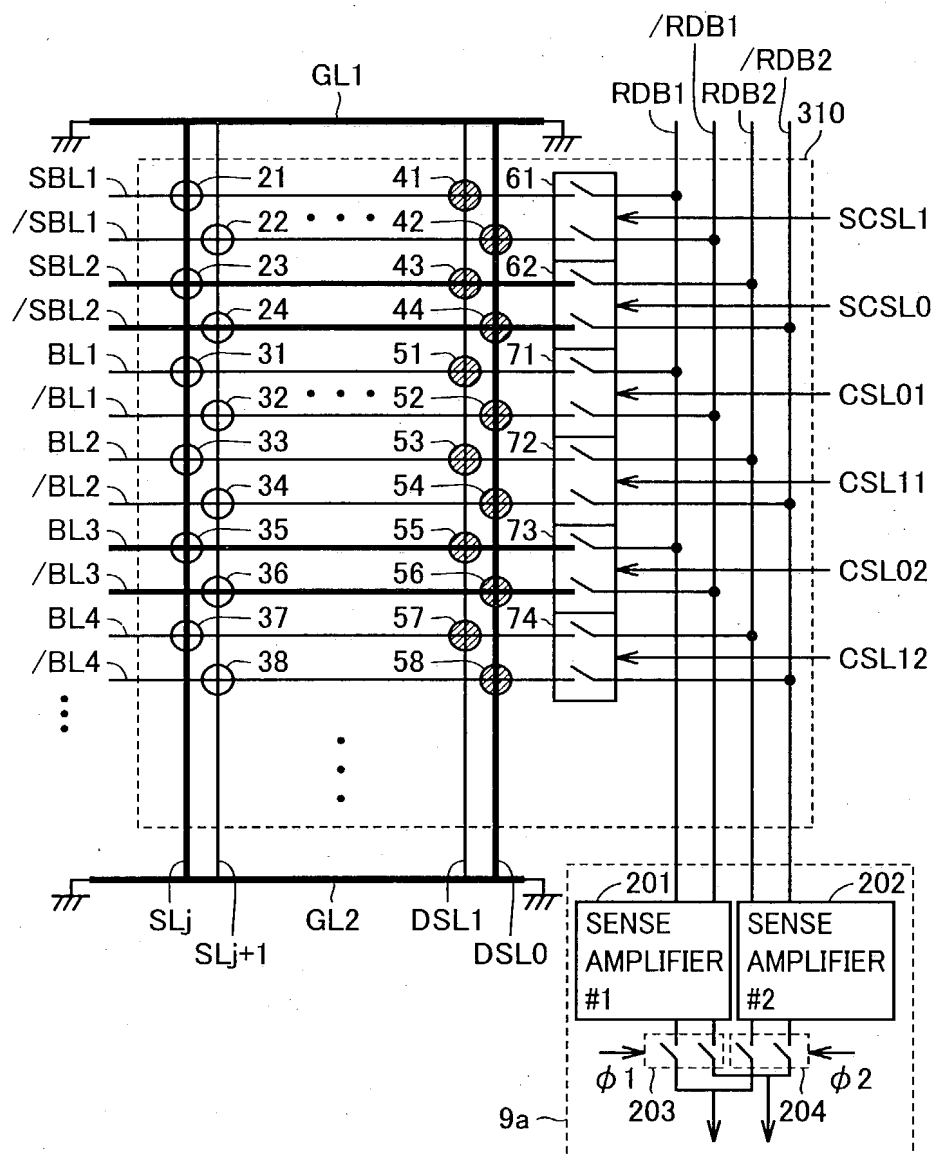 /RDB1
/RDB2
GL1
RDB1 RDB2
310
SBL1 21 41 61
SCSL1
/SBL1 22 42
SBL2 23 43 62
SCSL0
/SBL2 24 44
BL1 31 51 71
CSL01
/BL1 32 52
BL2 33 53 72
CSL11
/BL2 34 54
BL3 35 55 73
CSL02
/BL3 36 56
BL4 37 57 74
CSL12
/BL4 38 58
SLj GL2 DSL1
SLj+1 DSL0
201 202
SENSE AMPLIFIER #1
SENSE AMPLIFIER #2
φ1 φ2
203 204
9a